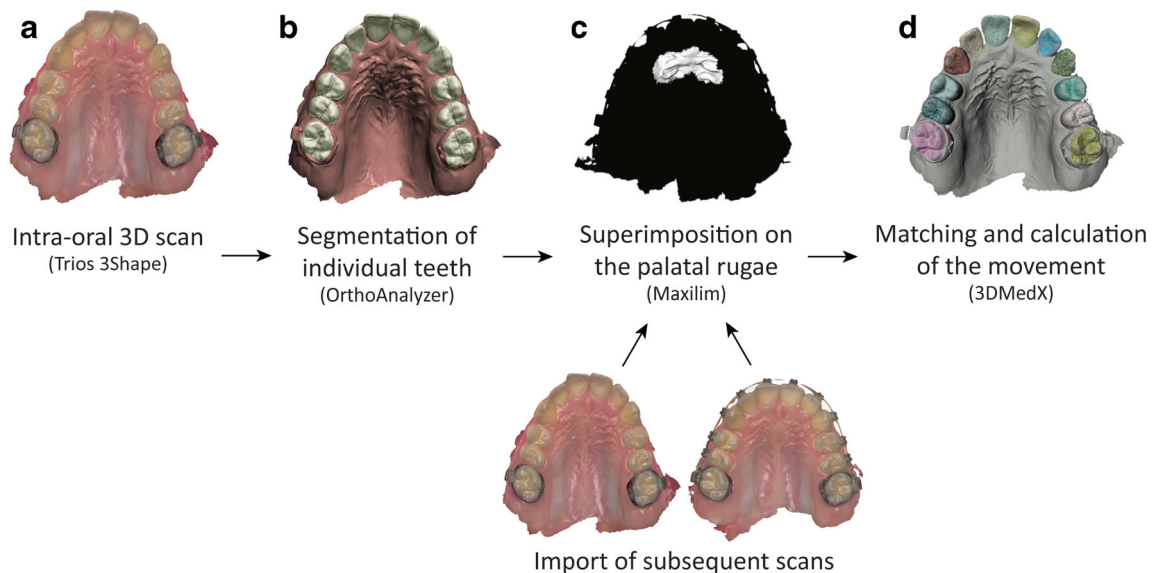 a
b
c
d
Intra-oral 3D scan
(Trios 3Shape)
Segmentation of
individual teeth
(OrthoAnalyzer)
Superimposition on
the palatal rugae
(Maxilim)
Matching and calculation
of the movement
(3DMedX)
Import of subsequent scans